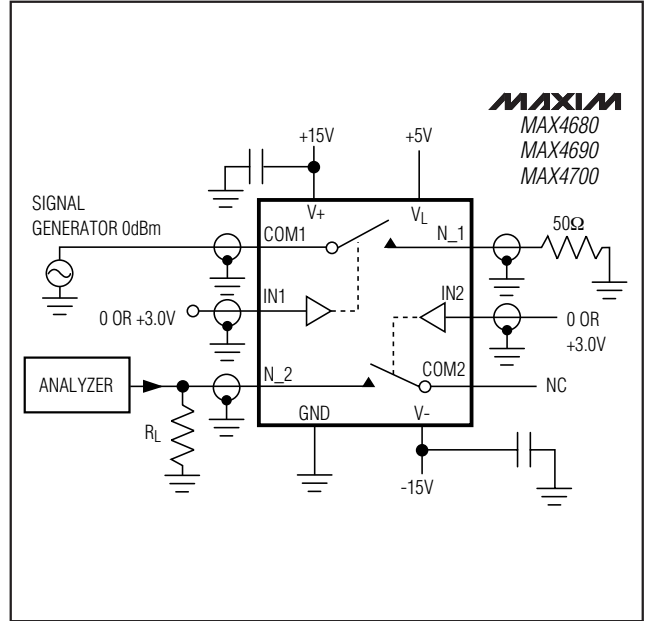 MAXIM
MAX4680
MAX4690
MAX4700
+15V
+5V
SIGNAL
GENERATOR 0dBm
V+
VL
COM1
N_1
50Ω
IN1
IN2
0 OR +3.0V
0 OR
+3.0V
ANALYZER
N_2
COM2
NC
RL
GND
V-
-15V